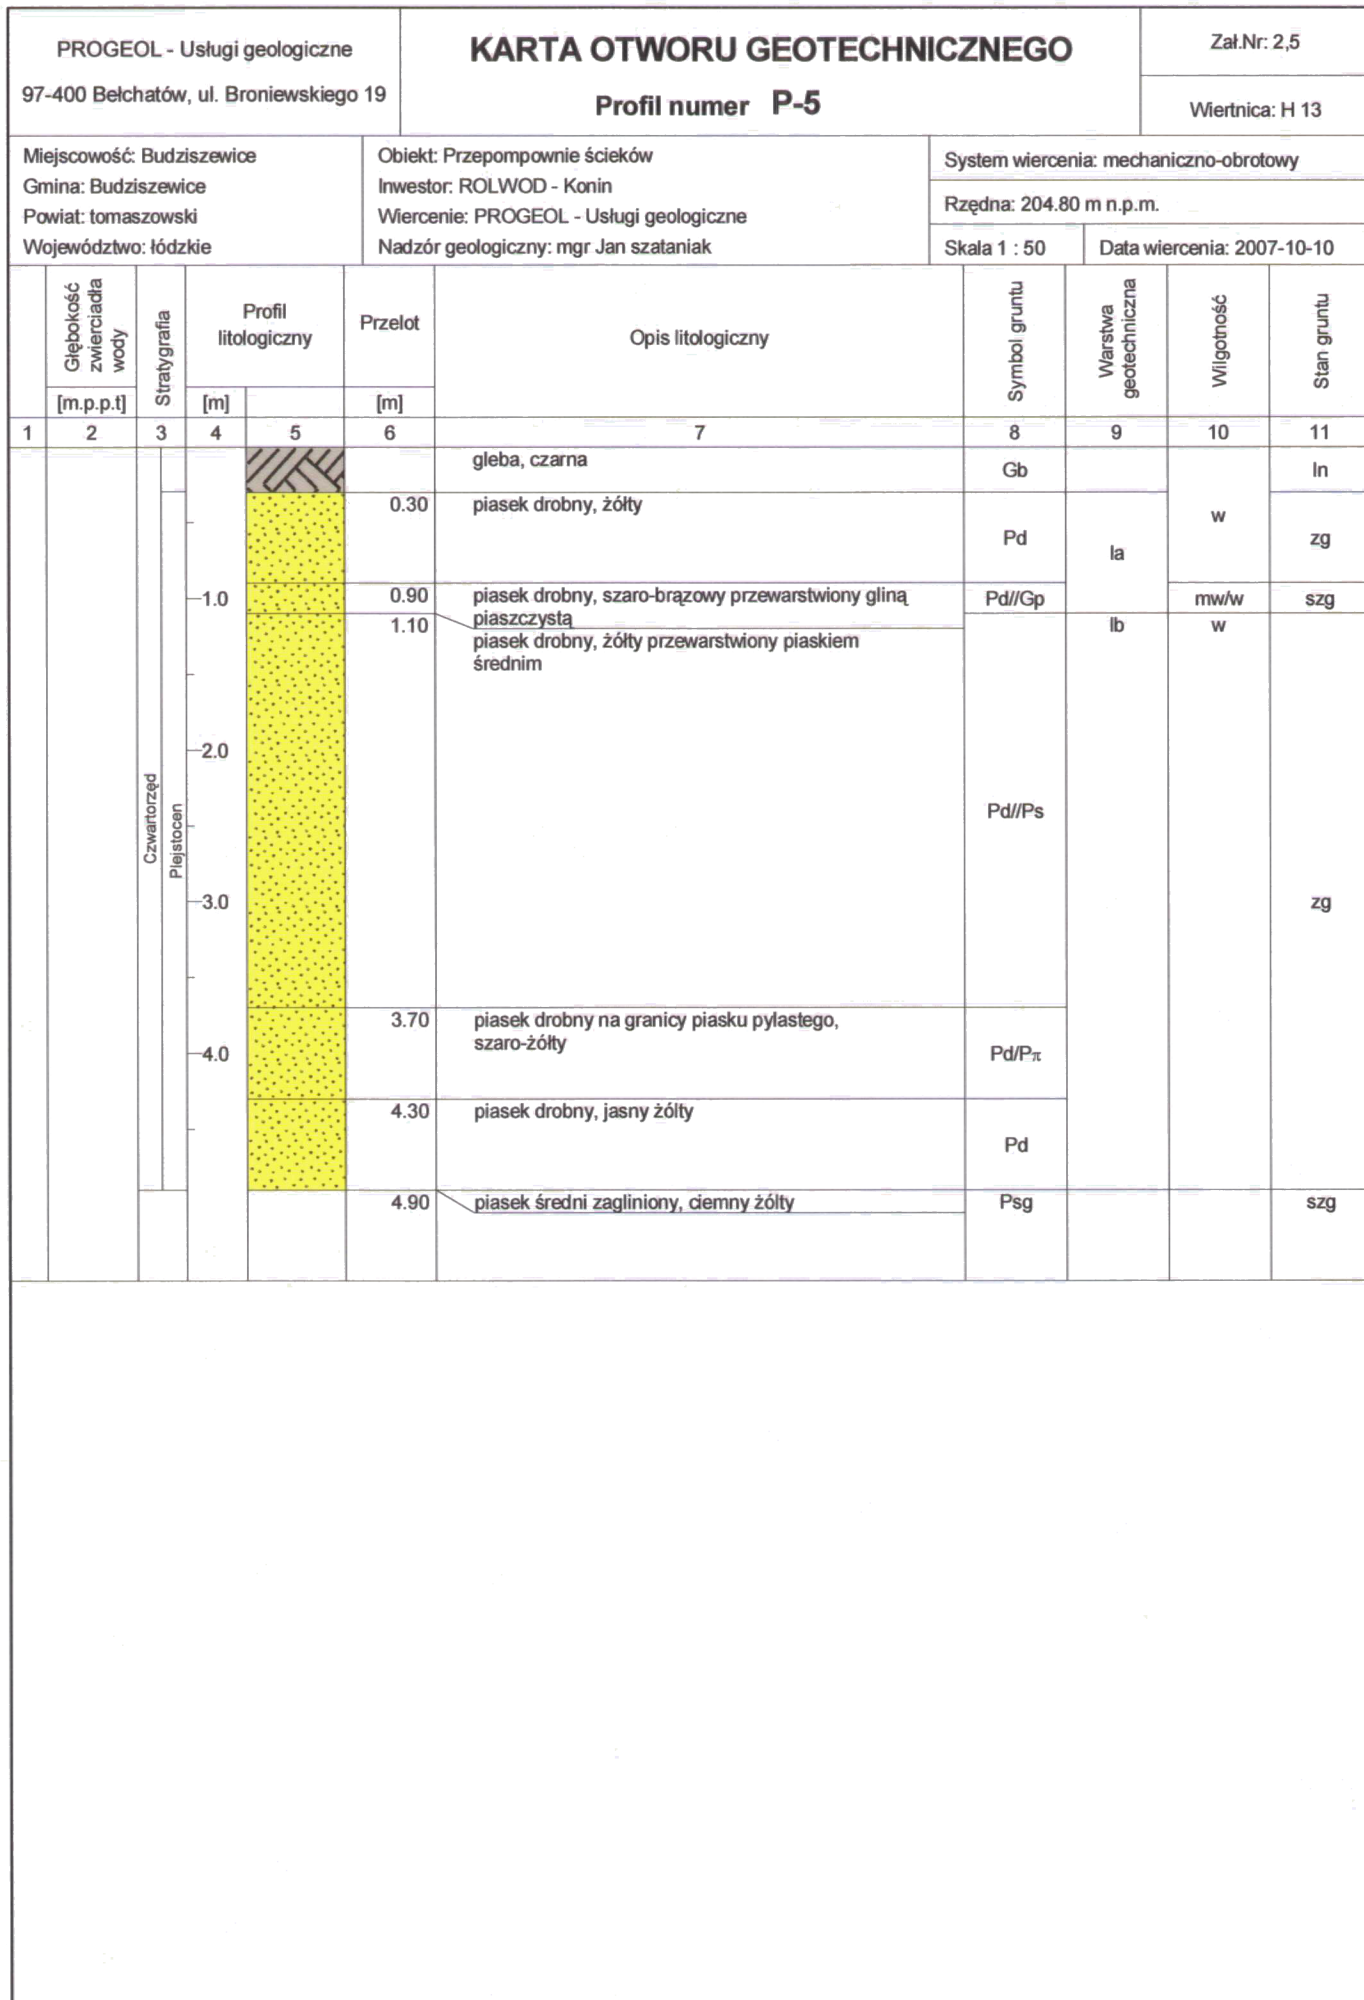 PROGEOL - Usługi geologiczne
97-400 Bełchatów, ul. Broniewskiego 19
KARTA OTWORU GEOTECHNICZNEGO
Profil numer P-5
Zał.Nr: 2,5
Wiertnica: H 13
Miejscowość: Budziszewice
Gmina: Budziszewice
Powiat: tomaszowski
Województwo: łódzkie
Obiekt: Przepompownie ścieków
Inwestor: ROLWOD - Konin
Wiercenie: PROGEOL - Usługi geologiczne
Nadzór geologiczny: mgr Jan szataniak
System wiercenia: mechaniczno-obrotowy
Rzędna: 204.80 m n.p.m.
Skala 1 : 50
Data wiercenia: 2007-10-10
Głębokość
zwierciadła
wody
[m.p.p.t]
Stratygrafia
Profil
litologiczny
[m]
Przelot
[m]
Opis litologiczny
Symbol gruntu
Warstwa
geotechniczna
Wilgotność
Stan gruntu
1 2 3 4 5 6 7 8 9 10 11
gleba, czarna
Gb
ln
0.30 piasek drobny, żółty
Pd
Ia
w
zg
1.0
0.90 piasek drobny, szaro-brązowy przewarstwiony gliną
piaszczystą
Pd//Gp
mw/w
szg
1.10
piasek drobny, żółty przewarstwiony piaskiem
średnim
Ib
w
2.0
Czwartorzęd
Plejstocen
Pd//Ps
3.0
zg
3.70 piasek drobny na granicy piasku pylastego,
szaro-żółty
4.0
Pd/Pπ
4.30 piasek drobny, jasny żólty
Pd
4.90 piasek średni zagliniony, ciemny żólty
Psg
szg